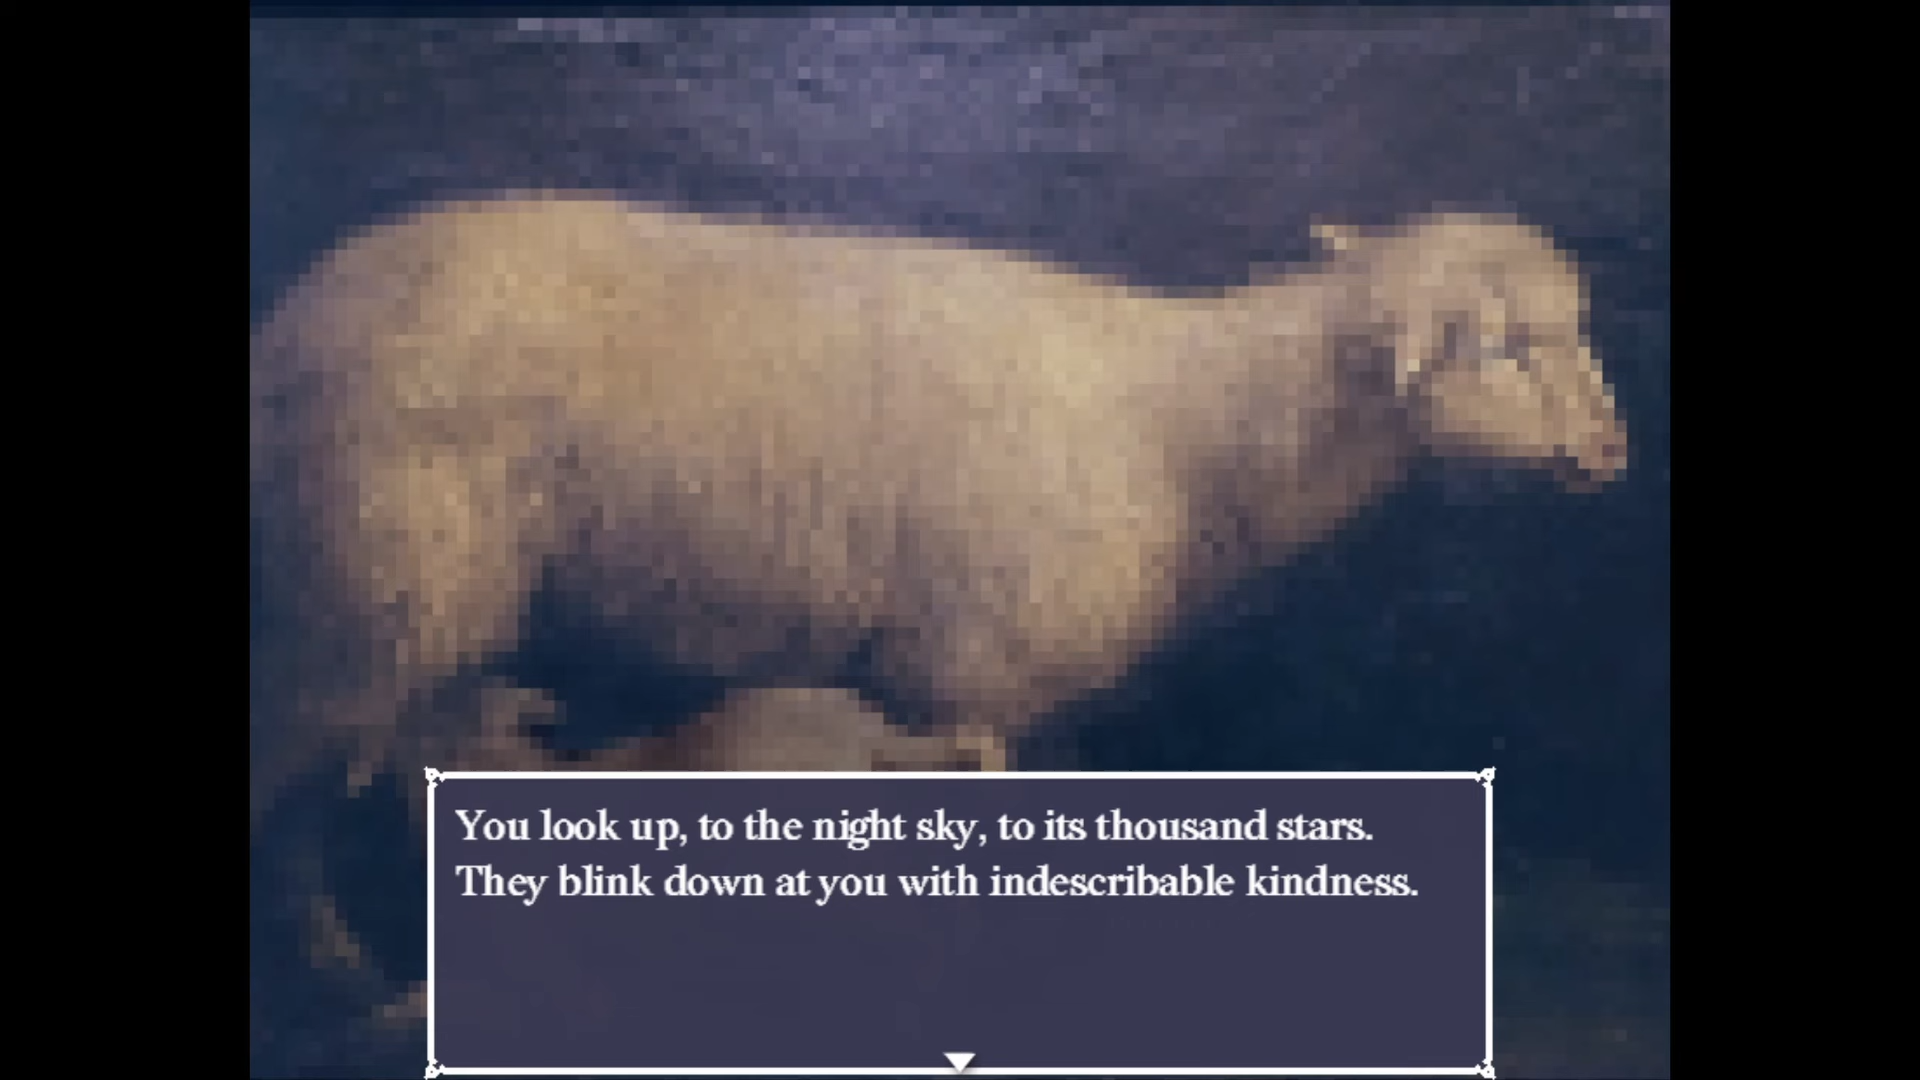 You look up, to the night sky, to its thousand stars.
They blink down at you with indescribable kindness.